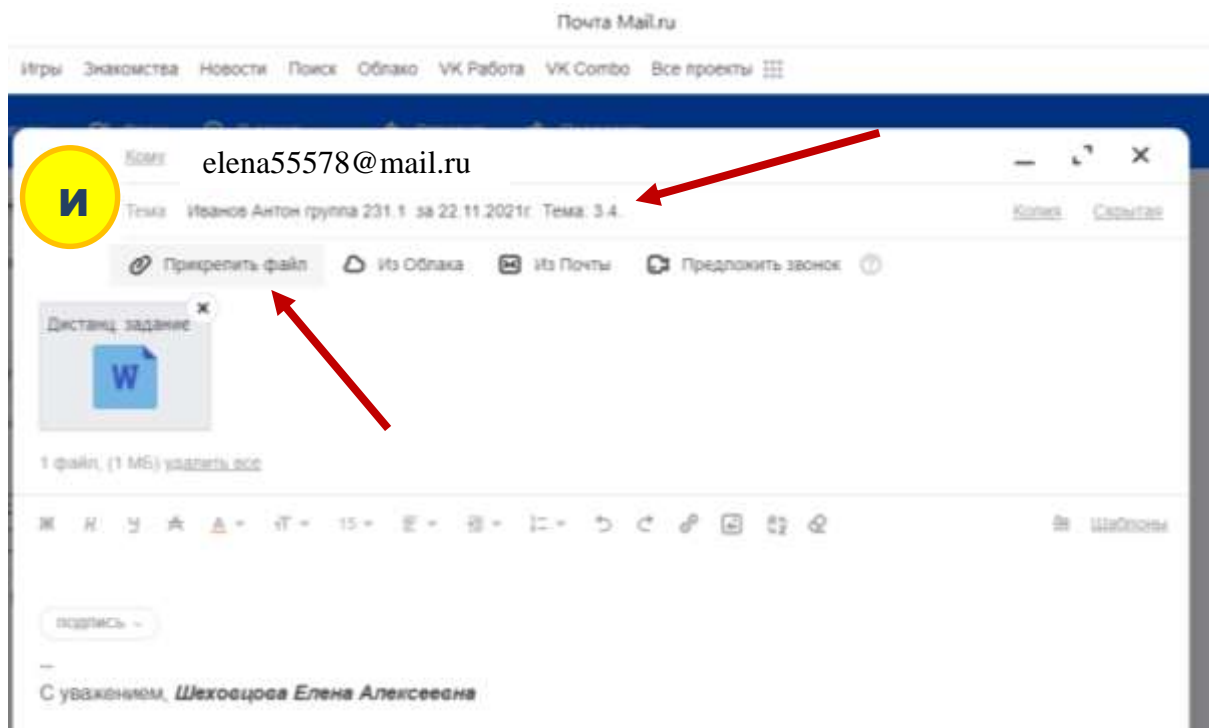 Почта Mail.ru
Игры Знакомства Новости Поиск Облако VK Работа VK Combo Все проекты
Кому elena55578@mail.ru
и
Тема Иванов Антон группа 231.1 за 22.11.2021г. Тема: 3.4.
Копия Скрытая
Прикрепить файл Из Облака Из Почты Предложить звонок ?
Дистанц. задание
W
1 файл, (1 МБ) удалить все
Ж К У А А тТ 15
Шаблоны
подпись
--
С уважением, Шеховцова Елена Алексеевна